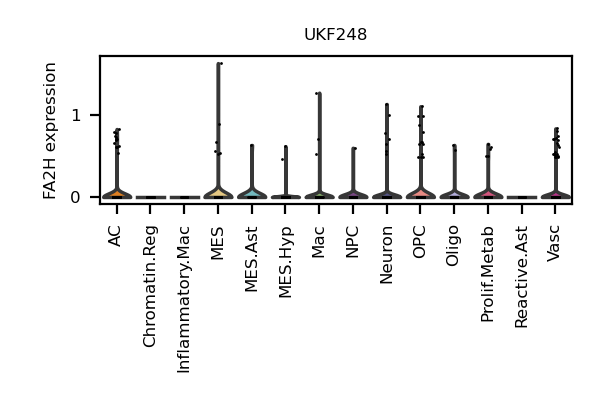 UKF248
FA2H expression
1
0
AC
Chromatin.Reg
Inflammatory.Mac
MES
MES.Ast
MES.Hyp
Mac
NPC
Neuron
OPC
Oligo
Prolif.Metab
Reactive.Ast
Vasc